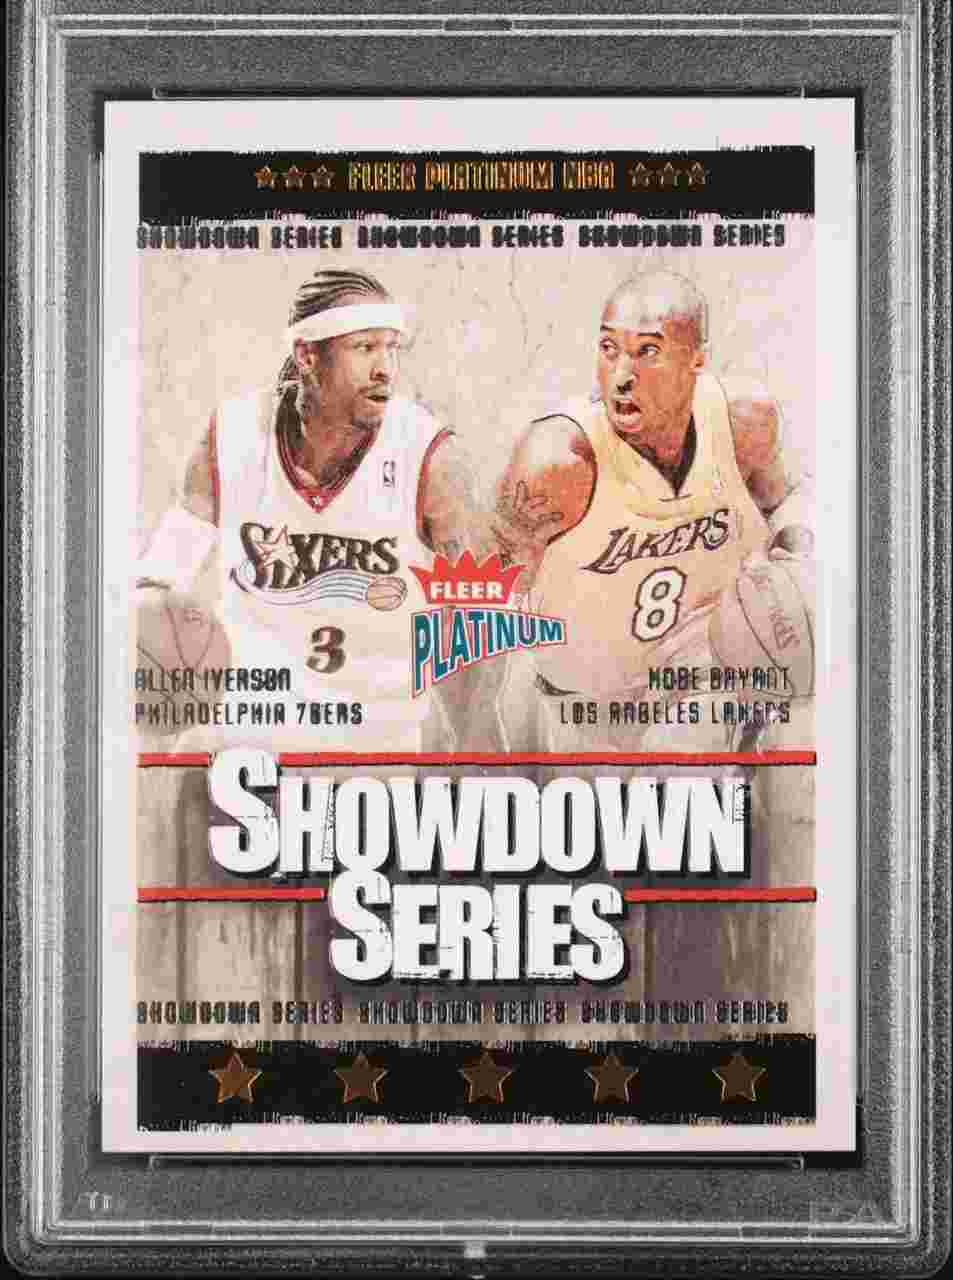 ★★★ FLEER PLATINUM NBA ★★★
SHOWDOWN SERIES SHOWDOWN SERIES SHOWDOWN SERIES
SIXERS
3
LAKERS
8
FLEER
PLATINUM
ALLEN IVERSON
PHILADELPHIA 76ERS
KOBE BRYANT
LOS ANGELES LAKERS
SHOWDOWN
SERIES
SHOWDOWN SERIES SHOWDOWN SERIES SHOWDOWN SERIES
PSA